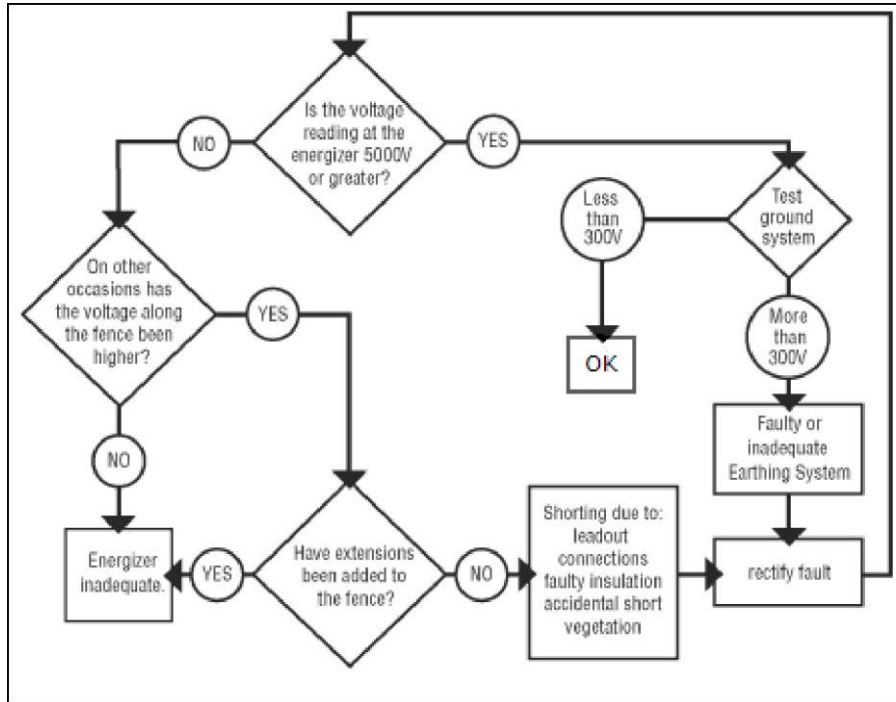 Is the voltage
reading at the
energizer 5000V
or greater?
NO
YES
Less
than
300V
Test
ground
system
On other
occasions has
the voltage along
the fence been
higher?
YES
More
than
300V
OK
NO
Faulty or
inadequate
Earthing System
Energizer
inadequate.
YES
Have extensions
been added to
the fence?
NO
Shorting due to:
leadout
connections
faulty insulation
accidental short
vegetation
rectify fault